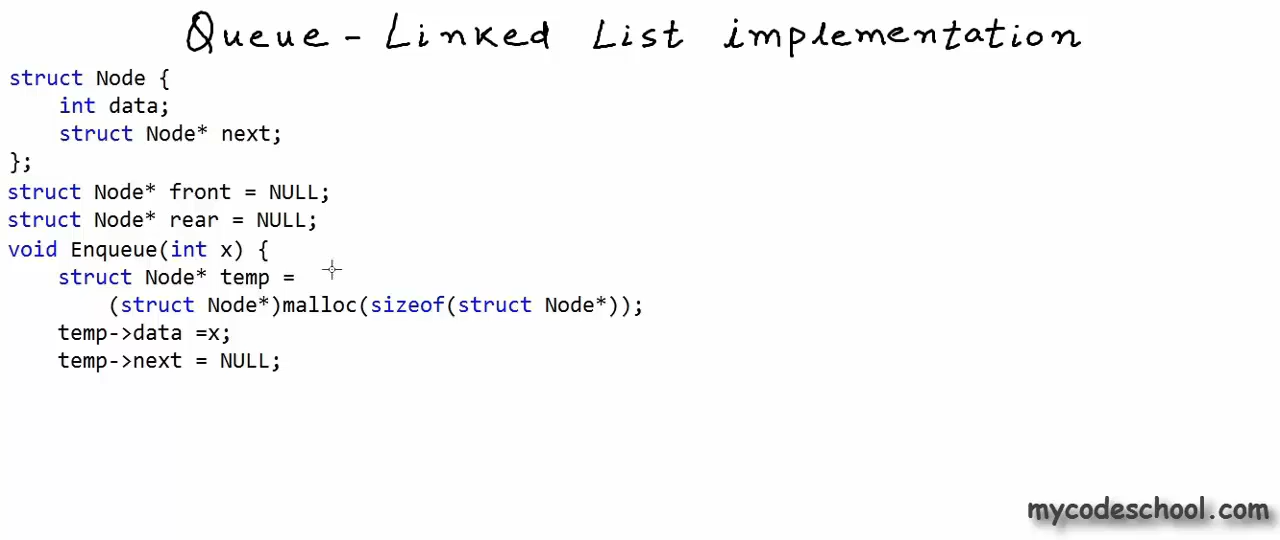 Queue - Linked List implementation
struct Node {
    int data;
    struct Node* next;
};
struct Node* front = NULL;
struct Node* rear = NULL;
void Enqueue(int x) {
    struct Node* temp =
        (struct Node*)malloc(sizeof(struct Node*));
    temp->data =x;
    temp->next = NULL;
mycodeschool.com